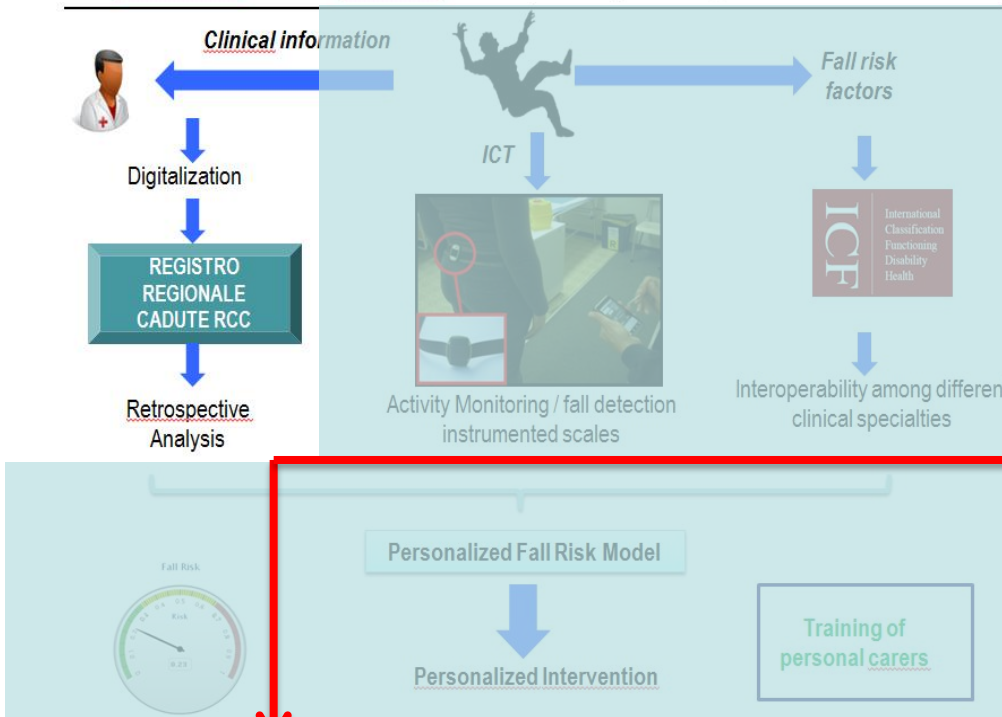 Clinical information
Fall risk
factors
ICT
Digitalization
REGISTRO
REGIONALE
CADUTE RCC
ICF
International
Classification
Functioning
Disability
Health
Retrospective
Analysis
Activity Monitoring / fall detection
instrumented scales
Interoperability among differen
clinical specialties
Personalized Fall Risk Model
Fall Risk
Risk
Personalized Intervention
Training of
personal carers